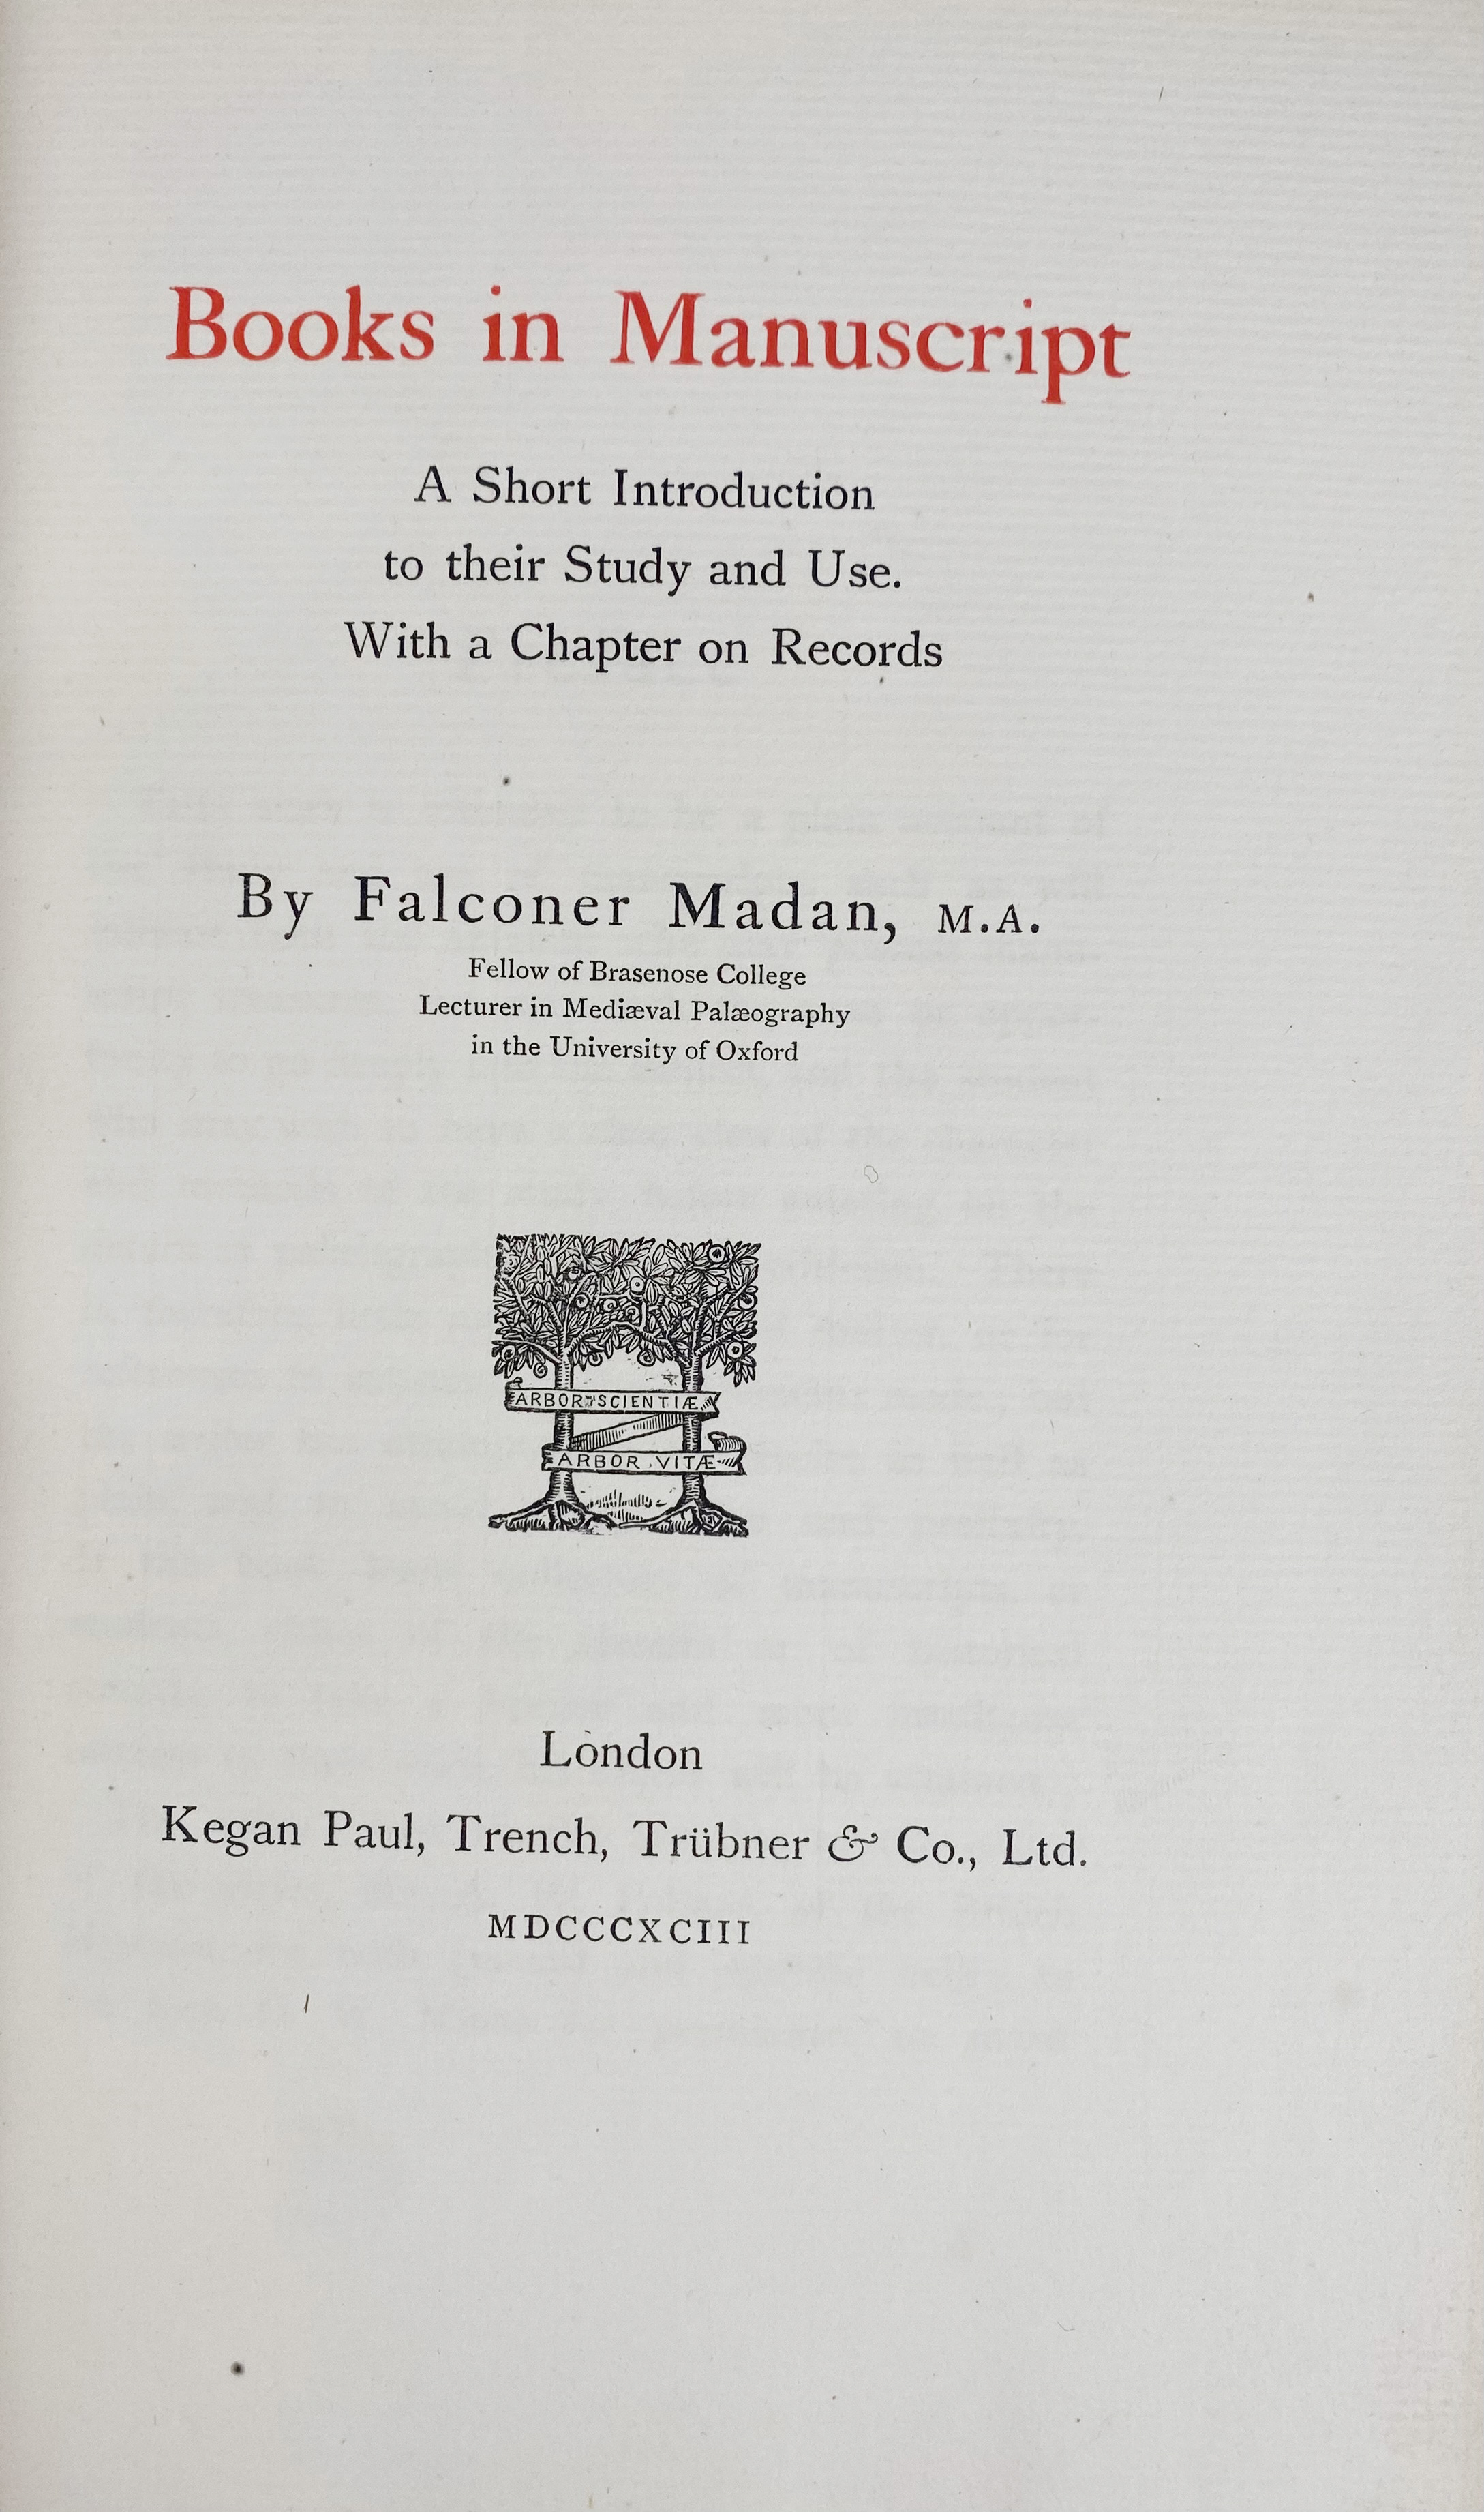 Books in Manuscript
A Short Introduction
to their Study and Use.
With a Chapter on Records
By Falconer Madan, M.A.
Fellow of Brasenose College
Lecturer in Mediæval Palæography
in the University of Oxford
ARBOR SCIENTIÆ
ARBOR VITÆ
London
Kegan Paul, Trench, Trübner & Co., Ltd.
MDCCCXCIII